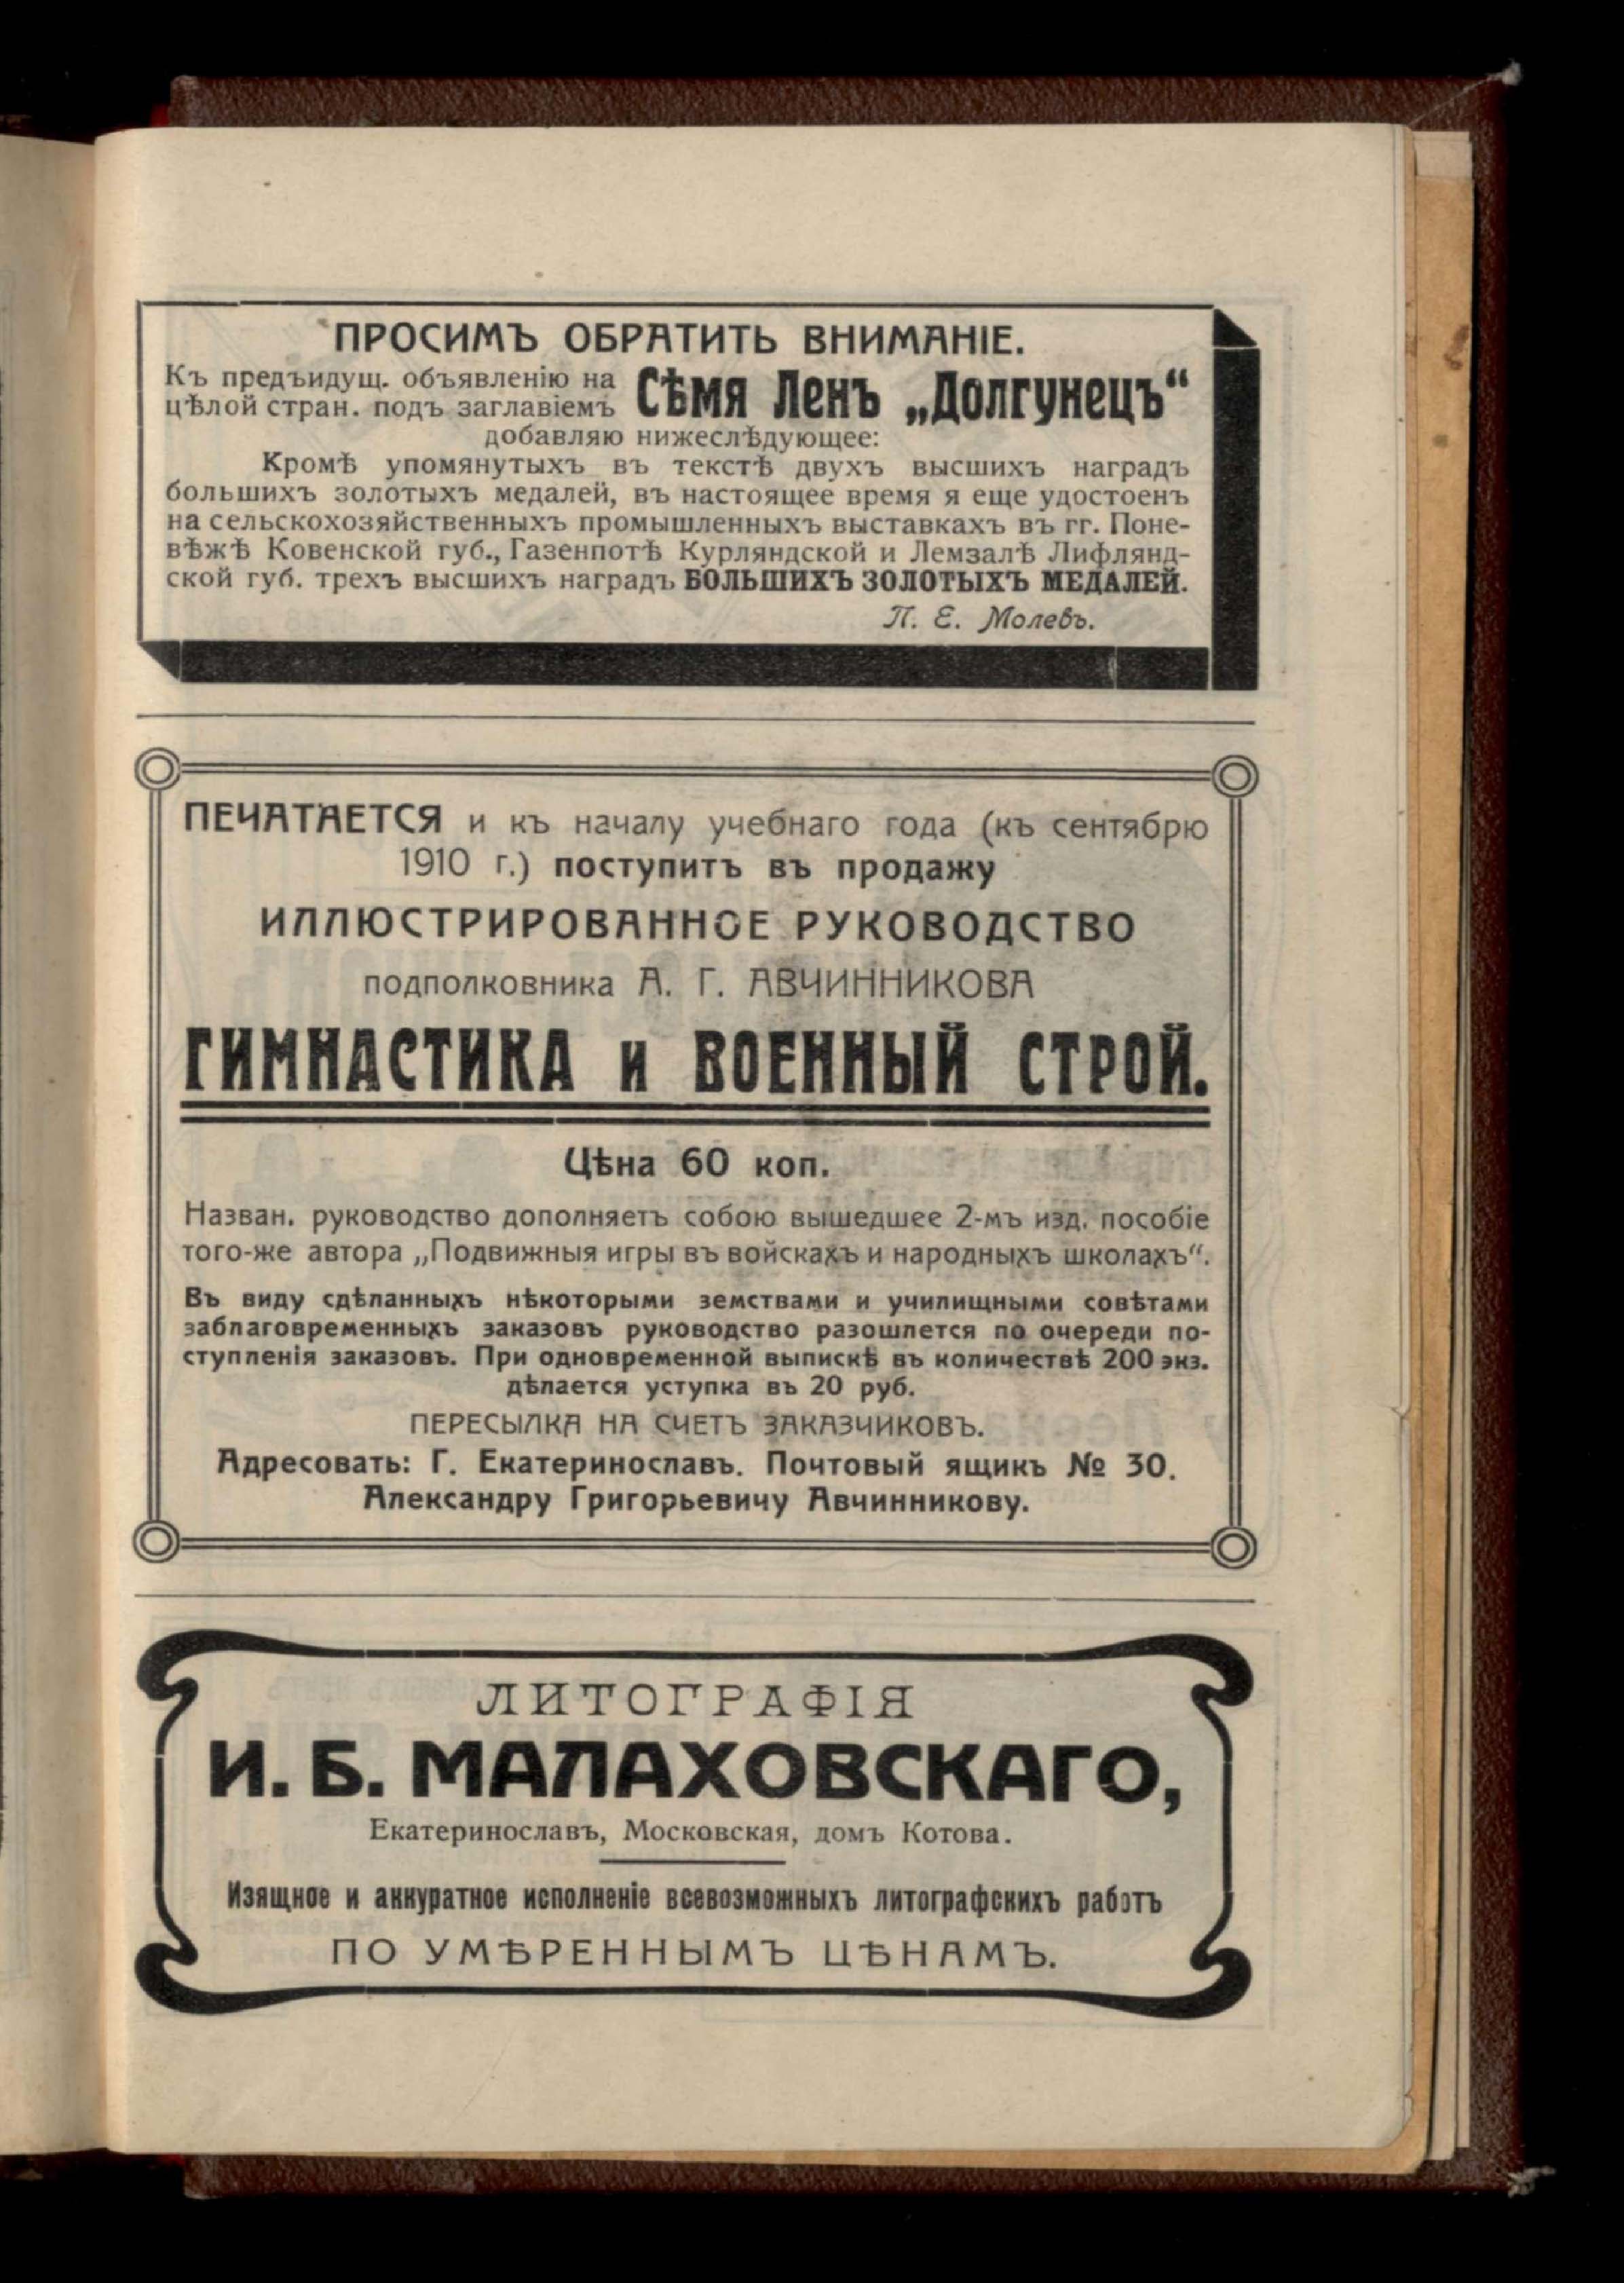 ПРОСИМЪ ОБРАТИТЬ ВНИМАНІЕ.
Къ предъидущ. объявленію на
цѣлой стран. подъ заглавіемъ
Сѣмя Ленъ „Долгунецъ“
добавляю нижеслѣдующее:
Кромѣ упомянутыхъ въ текстѣ двухъ высшихъ наградъ
большихъ золотыхъ медалей, въ настоящее время я еще удостоенъ
на сельскохозяйственныхъ промышленныхъ выставкахъ въ гг. Поне-
вѣжѣ Ковенской губ., Газенпотѣ Курляндской и Лемзалѣ Лифлянд-
ской губ. трехъ высшихъ наградъ БОЛЬШИХЪ ЗОЛОТЫХЪ МЕДАЛЕЙ.
П. Е. Молевъ.
ПЕЧАТАЕТСЯ и къ началу учебнаго года (къ сентябрю
1910 г.) поступитъ въ продажу
ИЛЛЮСТРИРОВАННОЕ РУКОВОДСТВО
подполковника А. Г. АВЧИННИКОВА
ГИМНАСТИКА и ВОЕННЫЙ СТРОЙ.
Цѣна 60 коп.
Назван. руководство дополняетъ собою вышедшее 2-мъ изд. пособіе
того-же автора „Подвижныя игры въ войскахъ и народныхъ школахъ“.
Въ виду сдѣланныхъ нѣкоторыми земствами и училищными совѣтами
заблаговременныхъ заказовъ руководство разошлется по очереди по-
ступленія заказовъ. При одновременной выпискѣ въ количествѣ 200 экз.
дѣлается уступка въ 20 руб.
ПЕРЕСЫЛКА НА СЧЕТЪ ЗАКАЗЧИКОВЪ.
Адресовать: Г. Екатеринославъ. Почтовый ящикъ № 30.
Александру Григорьевичу Авчинникову.
ЛИТОГРАФІЯ
И. Б. МАЛАХОВСКАГО,
Екатеринославъ, Московская, домъ Котова.
Изящное и аккуратное исполненіе всевозможныхъ литографскихъ работъ
ПО УМѢРЕННЫМЪ ЦѢНАМЪ.